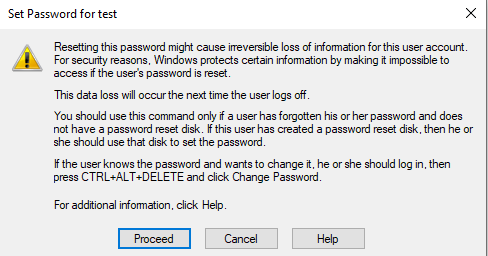 Set Password for test
Resetting this password might cause irreversible loss of information for this user account.
For security reasons, Windows protects certain information by making it impossible to
access if the user's password is reset.
This data loss will occur the next time the user logs off.
You should use this command only if a user has forgotten his or her password and does
not have a password reset disk. If this user has created a password reset disk, then he or
she should use that disk to set the password.
If the user knows the password and wants to change it, he or she should log in, then
press CTRL+ALT+DELETE and click Change Password.
For additional information, click Help.
Proceed
Cancel
Help